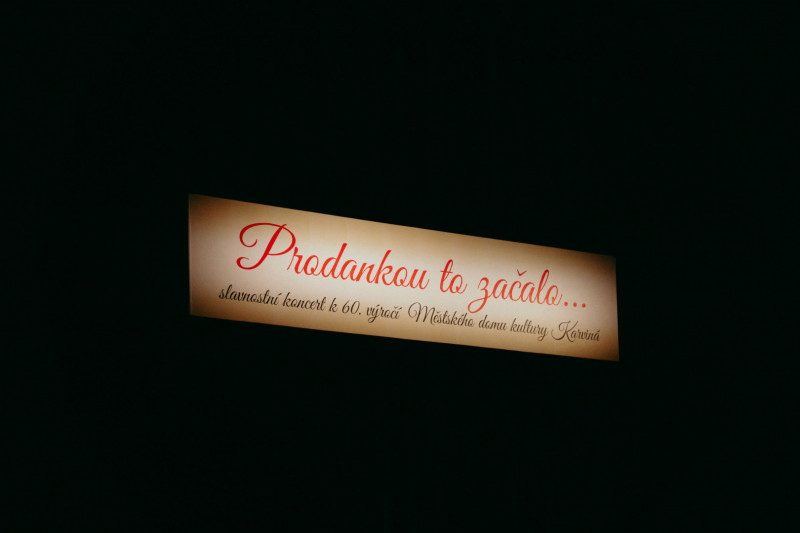 Prodankou to začalo...
slavnostní koncert k 60. výročí Městského domu kultury Karviná